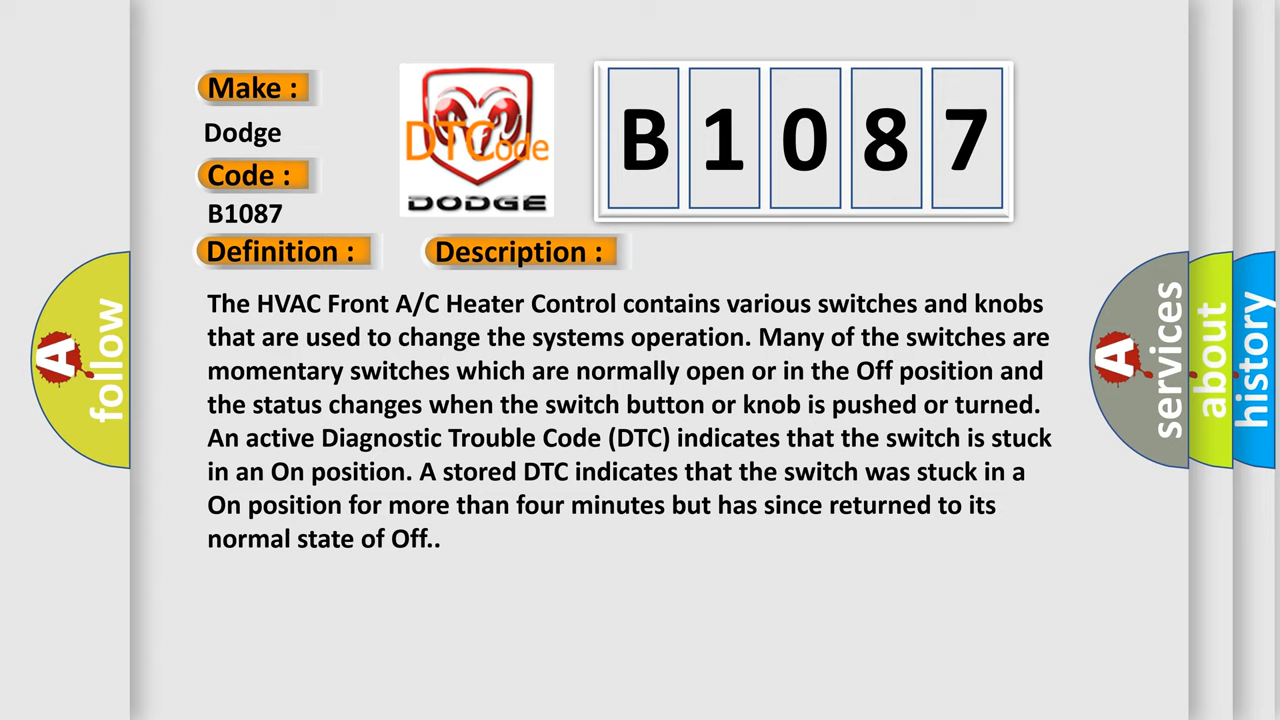 Make :
Dodge
Code :
B1087
DTCode
DODGE
B 1 0 8 7
Definition :
Description :
The HVAC Front A/C Heater Control contains various switches and knobs
that are used to change the systems operation. Many of the switches are
momentary switches which are normally open or in the Off position and
the status changes when the switch button or knob is pushed or turned.
An active Diagnostic Trouble Code (DTC) indicates that the switch is stuck
in an On position. A stored DTC indicates that the switch was stuck in a
On position for more than four minutes but has since returned to its
normal state of Off..
A follow
A services
about
history